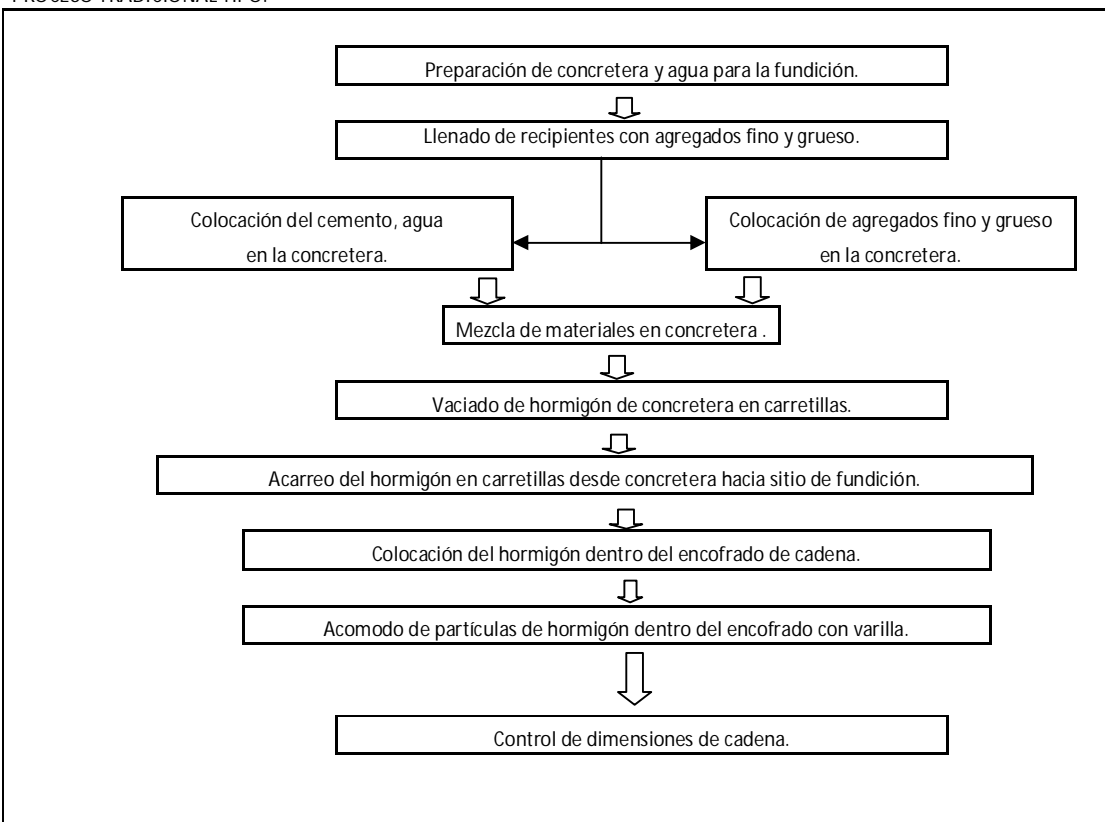 Preparación de concretera y agua para la fundición.
Llenado de recipientes con agregados fino y grueso.
Colocación del cemento, agua
en la concretera.
Colocación de agregados fino y grueso
en la concretera.
Mezcla de materiales en concretera .
Vaciado de hormigón de concretera en carretillas.
Acarreo del hormigón en carretillas desde concretera hacia sitio de fundición.
Colocación del hormigón dentro del encofrado de cadena.
Acomodo de partículas de hormigón dentro del encofrado con varilla.
Control de dimensiones de cadena.